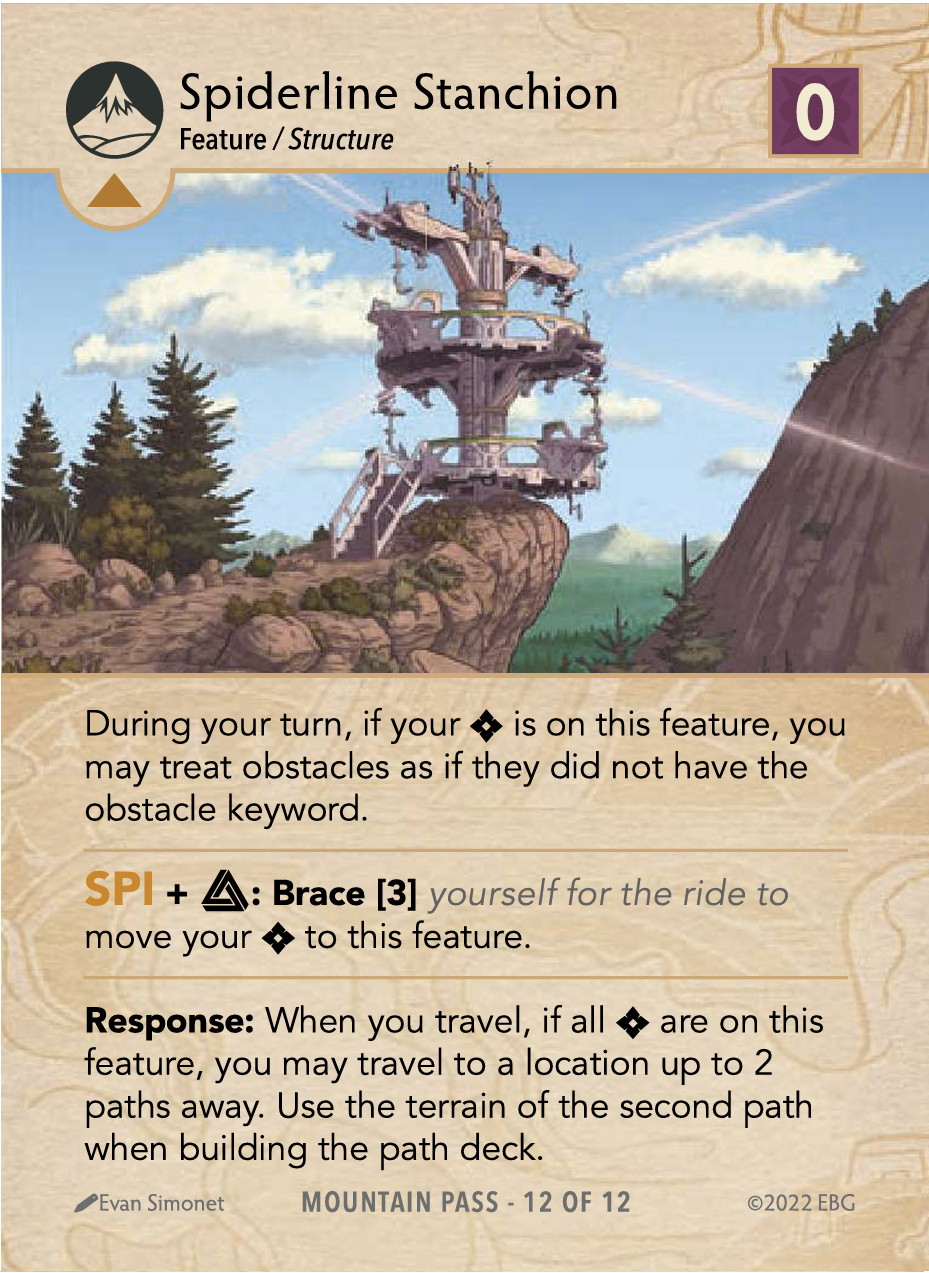 Spiderline Stanchion
Feature / Structure
0
During your turn, if your is on this feature, you
may treat obstacles as if they did not have the
obstacle keyword.
SPI + : Brace [3] yourself for the ride to
move your to this feature.
Response: When you travel, if all are on this
feature, you may travel to a location up to 2
paths away. Use the terrain of the second path
when building the path deck.
Evan Simonet MOUNTAIN PASS - 12 OF 12 ©2022 EBG